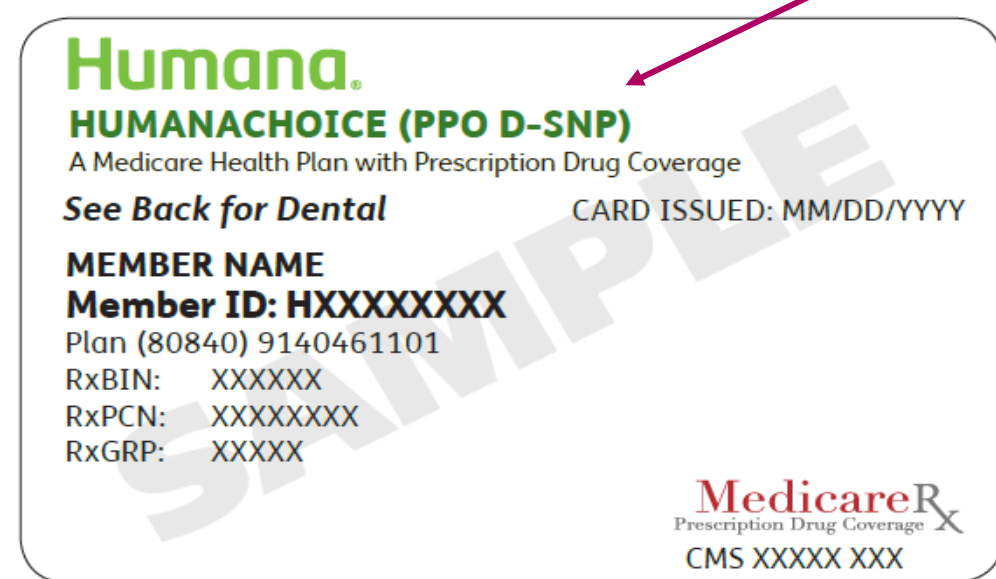 Humana®
HUMANACHOICE (PPO D-SNP)
A Medicare Health Plan with Prescription Drug Coverage
See Back for Dental CARD ISSUED: MM/DD/YYYY
MEMBER NAME
Member ID: HXXXXXXXX
Plan (80840) 9140461101
RxBIN: XXXXXX
RxPCN: XXXXXXXX
RxGRP: XXXXX
SAMPLE
MedicareRx
Prescription Drug Coverage
CMS XXXXX XXX